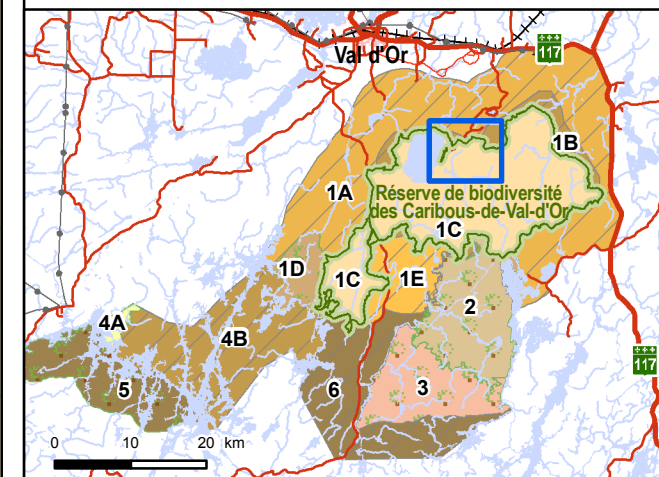 Val d'Or
117
1B
1A
Réserve de biodiversité
des Caribous-de-Val-d'Or
1C
1D
1C
1E
2
4A
4B
117
5
6
3
0 10 20 km